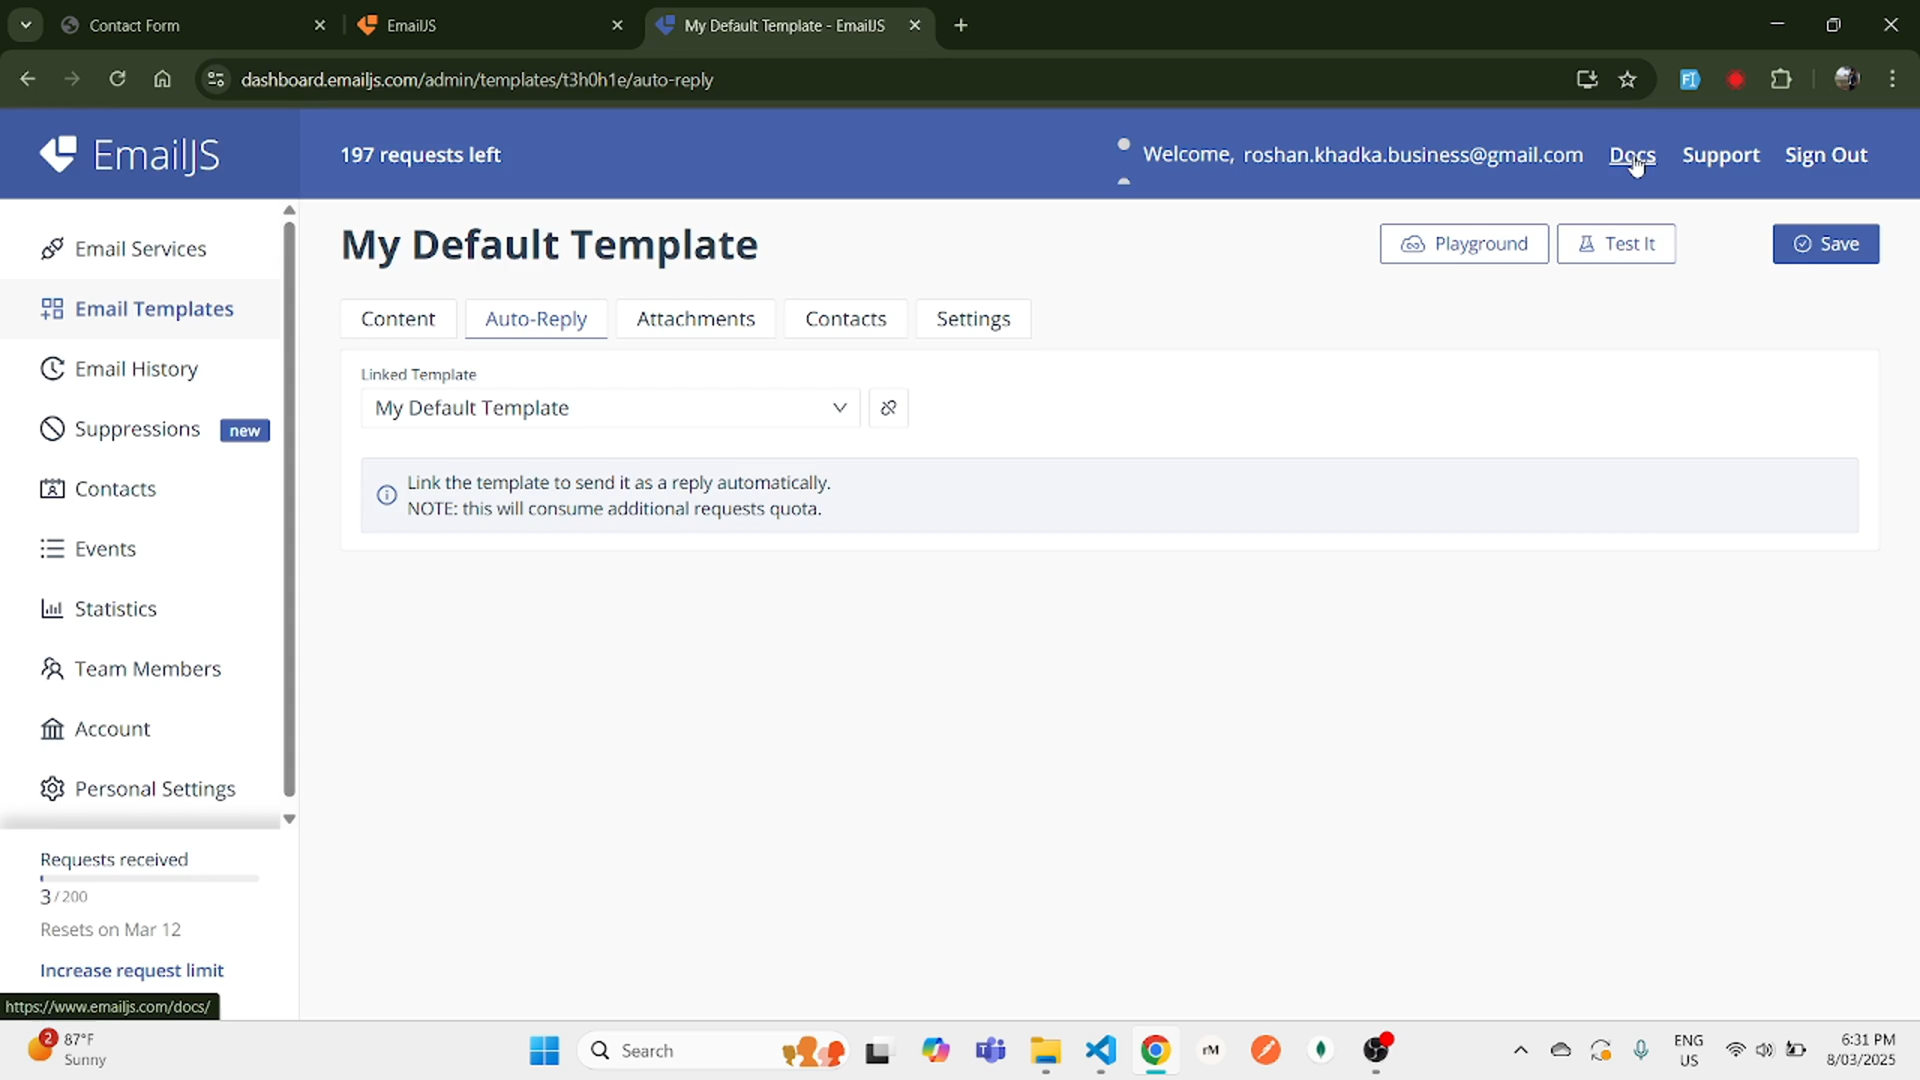 Contact Form
EmailJS
My Default Template - EmailJS
dashboard.emailjs.com/admin/templates/t3h0h1e/auto-reply
EmailJS
197 requests left
Welcome, roshan.khadka.business@gmail.com
Docs
Support
Sign Out
Email Services
Email Templates
Email History
Suppressions new
Contacts
Events
Statistics
Team Members
Account
Personal Settings
Requests received
3 / 200
Resets on Mar 12
Increase request limit
https://www.emailjs.com/docs/
My Default Template
Playground
Test It
Save
Content
Auto-Reply
Attachments
Contacts
Settings
Linked Template
My Default Template
Link the template to send it as a reply automatically.
NOTE: this will consume additional requests quota.
2
87°F
Sunny
Search
rM
ENG
US
6:31 PM
8/03/2025